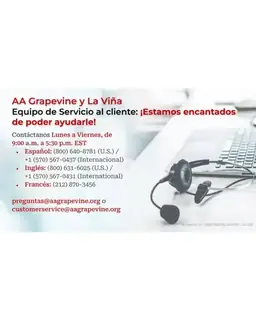 AA Grapevine y La Viña
Equipo de Servicio al cliente: ¡Estamos encantados
de poder ayudarle!
Contáctanos Lunes a Viernes, de
9:00 a.m. a 5:30 p.m. EST
• Español: (800) 640-8781 (U.S.) /
+1 (570) 567-0437 (Internacional)
• Inglés: (800) 631-6025 (U.S.) /
+1 (570) 567-0431 (International)
• Francés: (212) 870-3456
preguntas@aagrapevine.org o
customerservice@aagrapevine.org